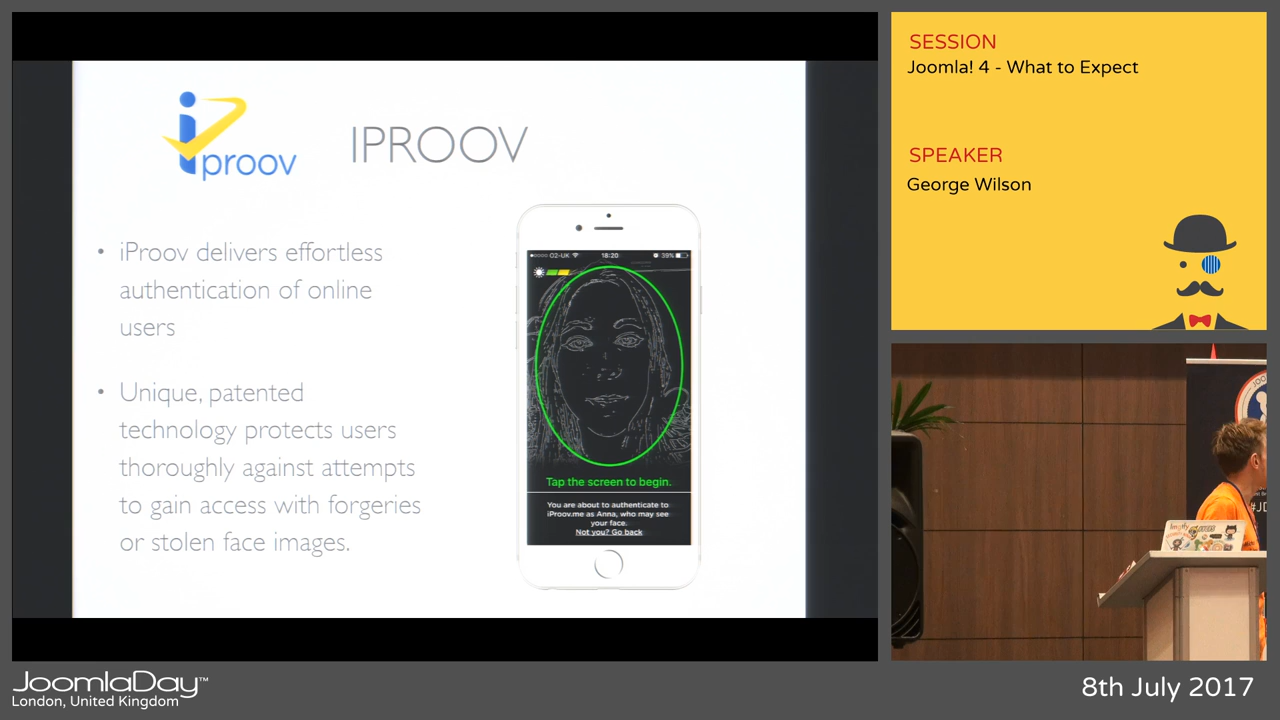 iproov
IPROOV
• iProov delivers effortless
authentication of online
users
• Unique, patented
technology protects users
thoroughly against attempts
to gain access with forgeries
or stolen face images.
O2-UK
18:20
39%
Tap the screen to begin.
You are about to authenticate to
iProov.me as Anna, who may see
your face.
Not you? Go back
SESSION
Joomla! 4 - What to Expect
SPEAKER
George Wilson
#JD
JoomlaDay™
London, United Kingdom
8th July 2017